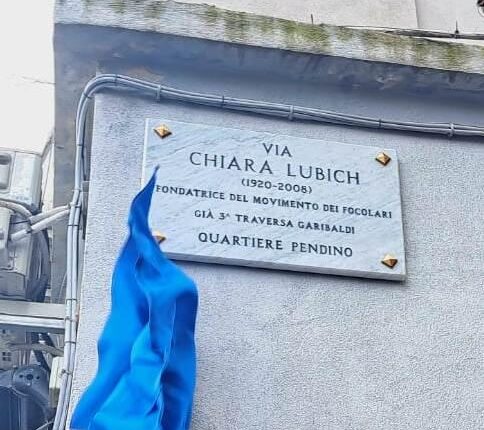 VIA
CHIARA LUBICH
(1920-2008)
FONDATRICE DEL MOVIMENTO DEI FOCOLARI
GIÀ 3ᴬ TRAVERSA GARIBALDI
QUARTIERE PENDINO